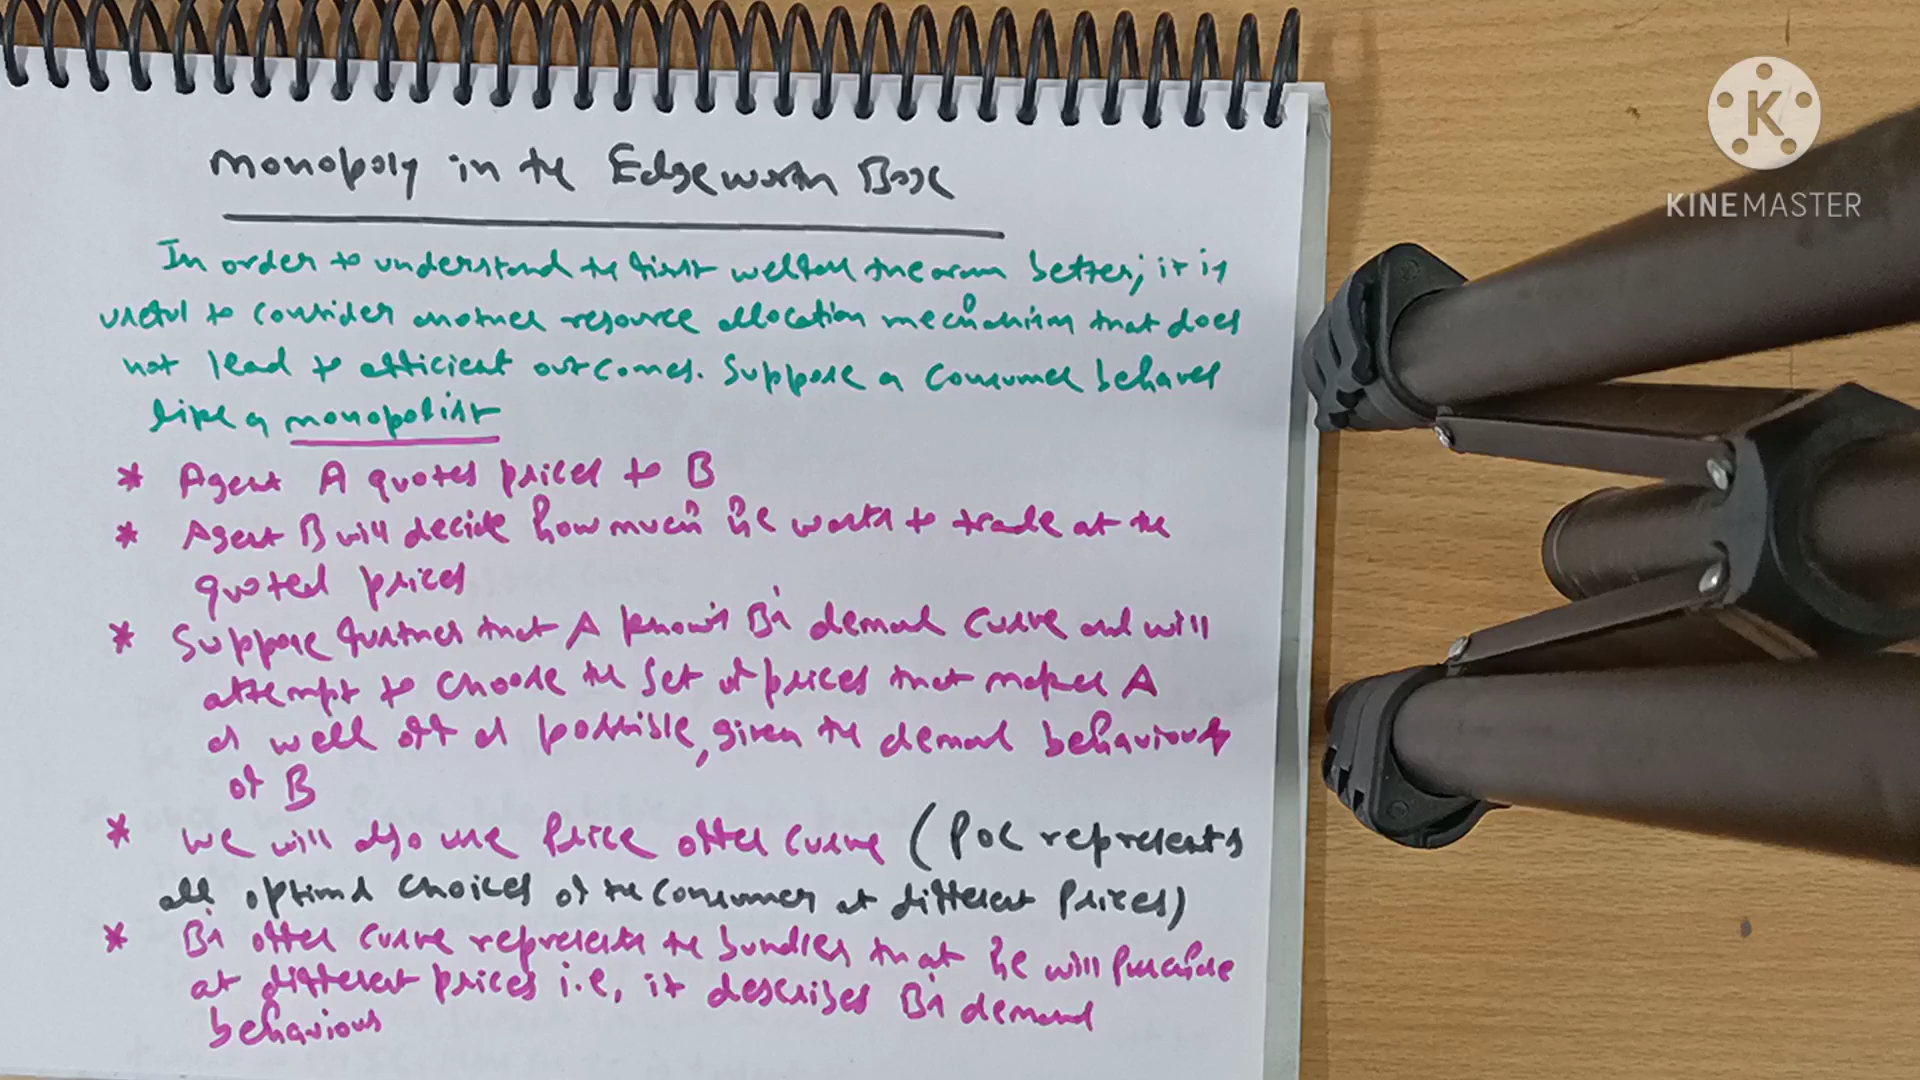 monopoly in the Edgeworth Box
In order to understand the first welfare theorem better, it is
useful to consider another resource allocation mechanism that does
not lead to efficient outcomes. Suppose a consumer behaves
like a monopolist
* Agent A quotes prices to B
* Agent B will decide how much he wants to trade at the
quoted prices
* Suppose further that A knows B's demand curve and will
attempt to choose the set of prices that makes A
as well off as possible, given the demand behaviour
of B
* We will also use Price offer curve (POC represents
all optimal choices of the consumer at different Prices)
* B's offer curve represents the bundles that he will purchase
at different prices i.e, it describes B's demand
behaviour
K
KINEMASTER